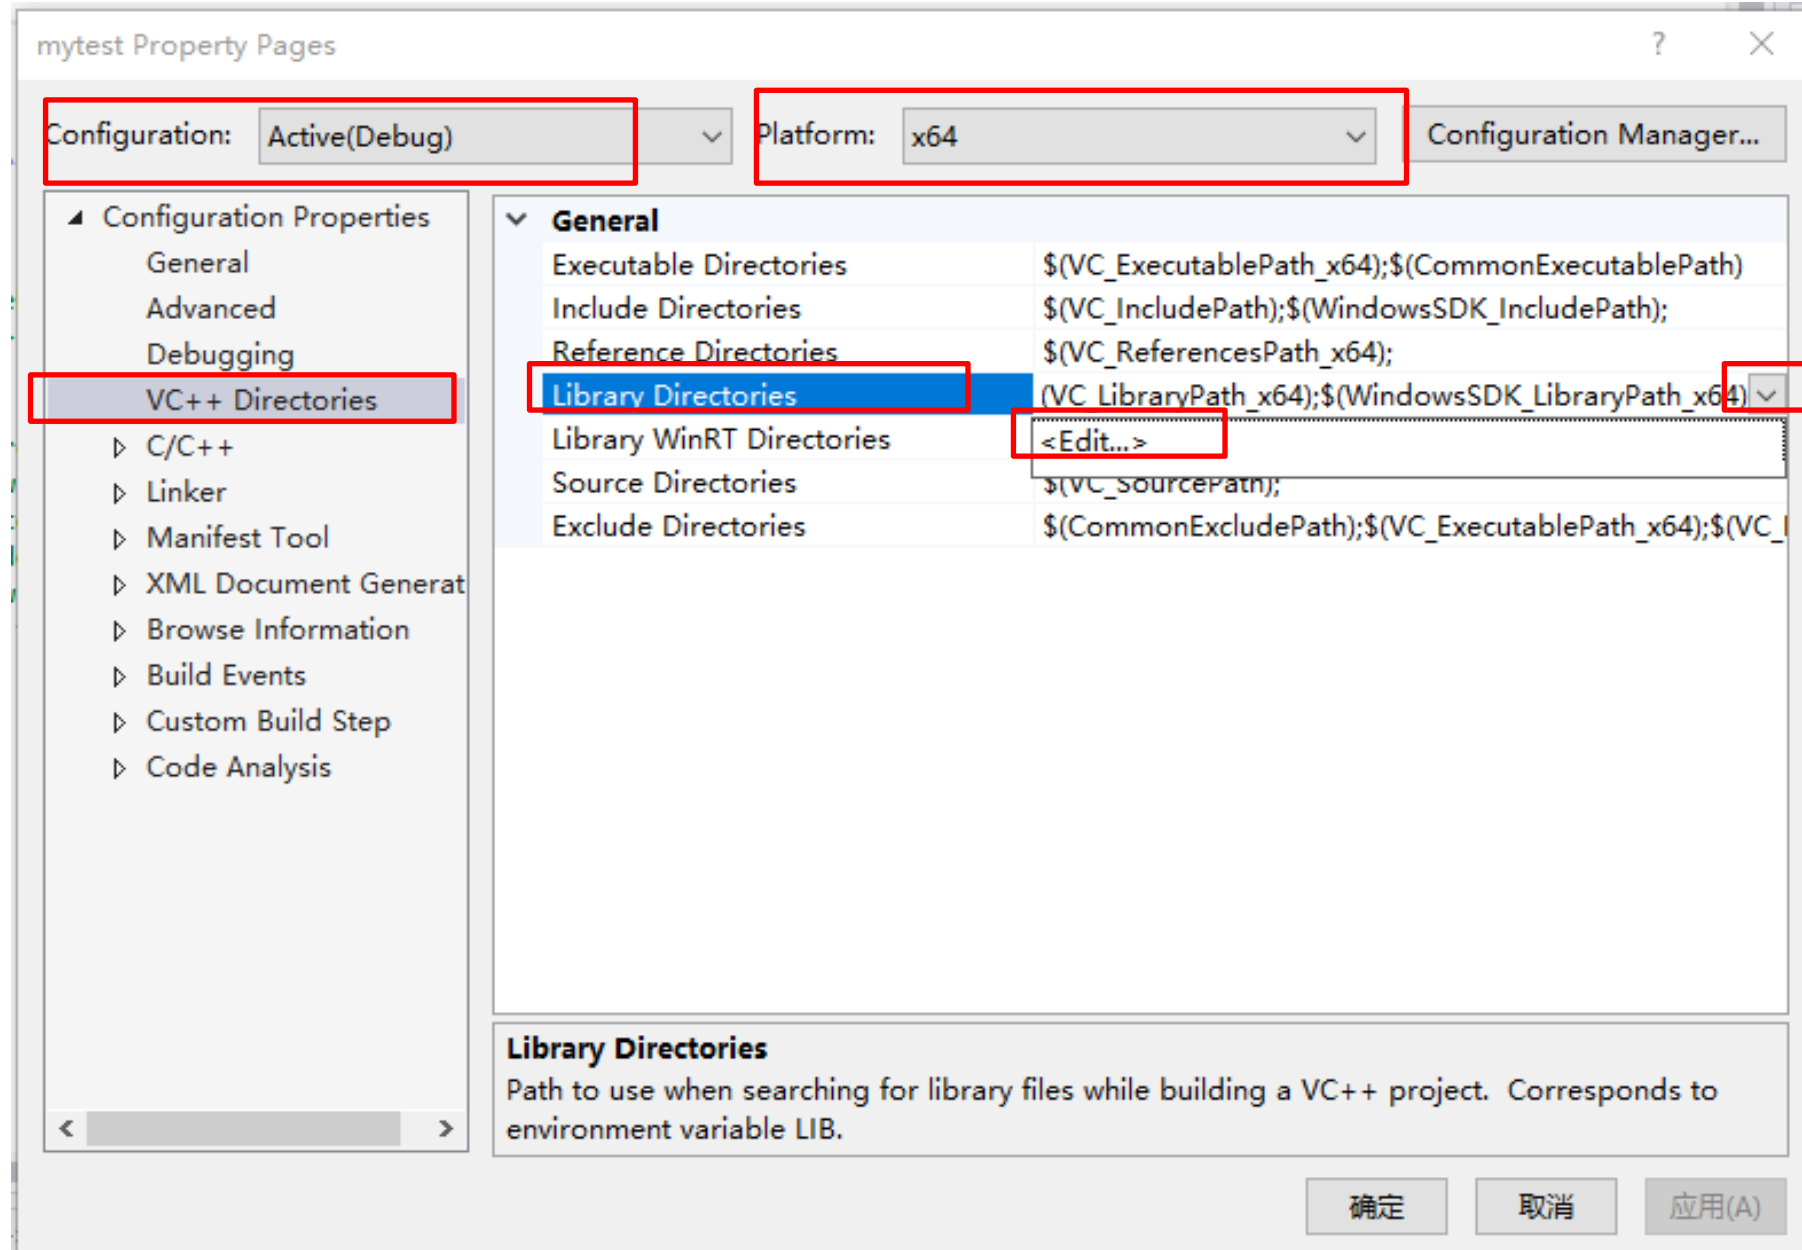 mytest Property Pages ?
Configuration: Active(Debug) Platform: x64 Configuration Manager...
Configuration Properties
General
Advanced
Debugging
VC++ Directories
C/C++
Linker
Manifest Tool
XML Document Generat
Browse Information
Build Events
Custom Build Step
Code Analysis
General
Executable Directories $(VC_ExecutablePath_x64);$(CommonExecutablePath)
Include Directories $(VC_IncludePath);$(WindowsSDK_IncludePath);
Reference Directories $(VC_ReferencesPath_x64);
Library Directories (VC_LibraryPath_x64);$(WindowsSDK_LibraryPath_x64)
Library WinRT Directories <Edit...>
Source Directories $(VC_SourcePath);
Exclude Directories $(CommonExcludePath);$(VC_ExecutablePath_x64);$(VC_
Library Directories
Path to use when searching for library files while building a VC++ project. Corresponds to
environment variable LIB.
确定 取消 应用(A)